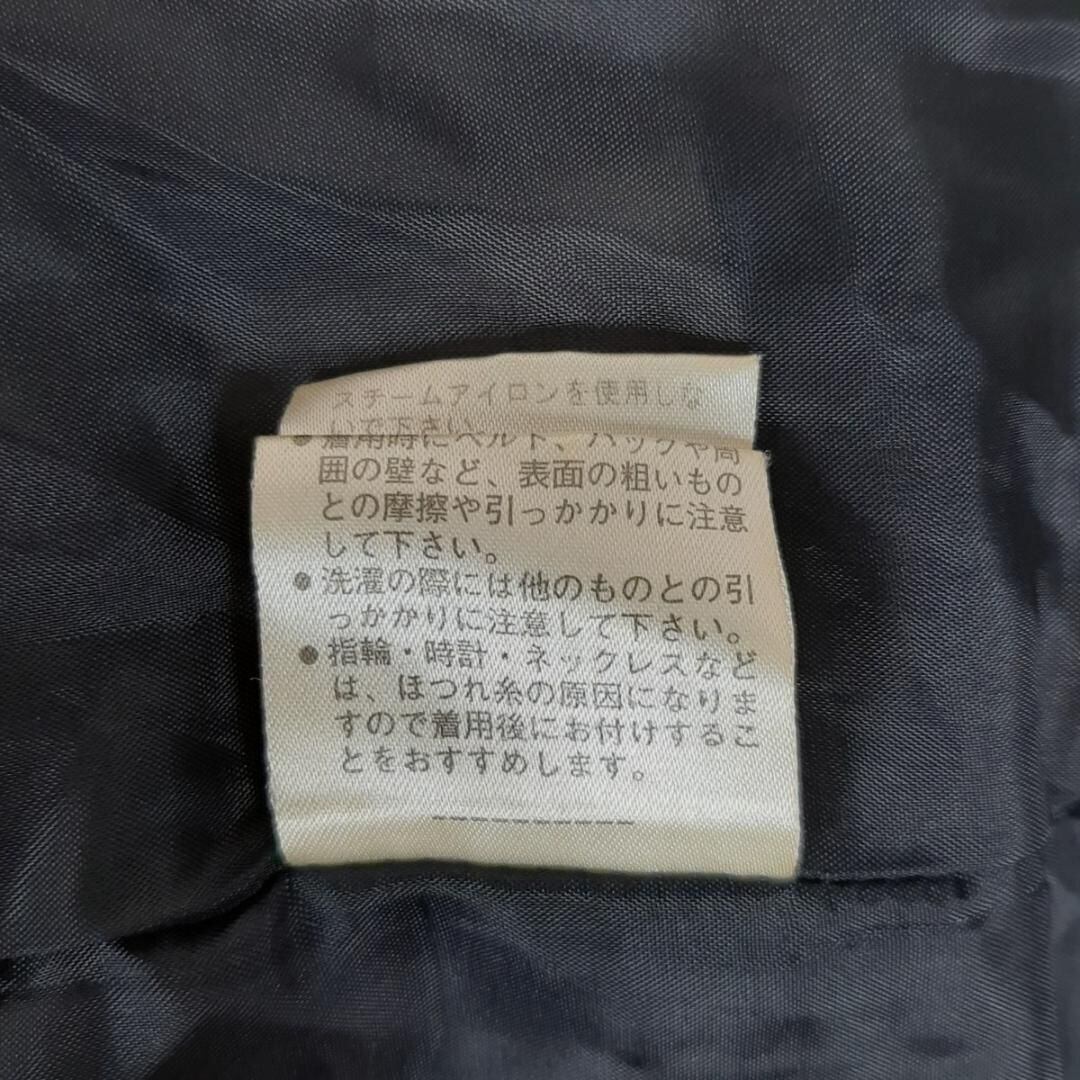 スチームアイロンを使用しな
いで下さい。
● 着用時にベルト、バッグや周
囲の壁など、表面の粗いもの
との摩擦や引っかかりに注意
して下さい。
● 洗濯の際には他のものとの引
っかかりに注意して下さい。
● 指輪・時計・ネックレスなど
は、ほつれ糸の原因になりま
すので着用後にお付けするこ
とをおすすめします。
----------